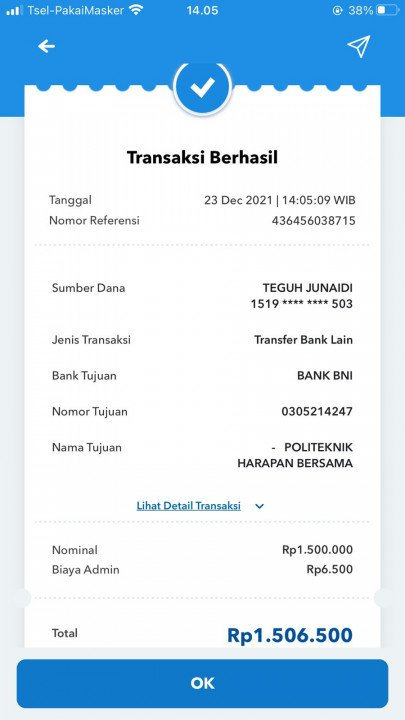 Tsel-PakaiMasker 14.05 38%
Transaksi Berhasil
Tanggal 23 Dec 2021 | 14:05:09 WIB
Nomor Referensi 436456038715
Sumber Dana TEGUH JUNAIDI
1519 **** **** 503
Jenis Transaksi Transfer Bank Lain
Bank Tujuan BANK BNI
Nomor Tujuan 0305214247
Nama Tujuan - POLITEKNIK
HARAPAN BERSAMA
Lihat Detail Transaksi
Nominal Rp1.500.000
Biaya Admin Rp6.500
Total Rp1.506.500
OK